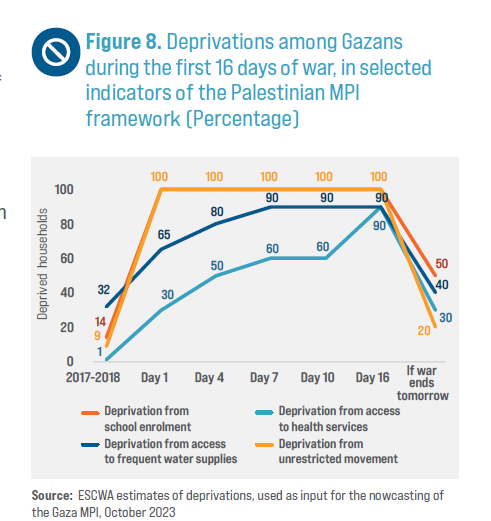 Figure 8. Deprivations among Gazans
during the first 16 days of war, in selected
indicators of the Palestinian MPI
framework (Percentage)
n
Deprived households
100
80
60
40
20
0
100 100 100 100 100
90 90 90
80
65
90
60 60
50
30
32
14
9
1
50
40
30
20
2017-2018 Day 1 Day 4 Day 7 Day 10 Day 16 If war
ends
tomorrow
Deprivation from
school enrolment
Deprivation from access
to health services
Deprivation from access
to frequent water supplies
Deprivation from
unrestricted movement
Source: ESCWA estimates of deprivations, used as input for the nowcasting of
the Gaza MPI, October 2023